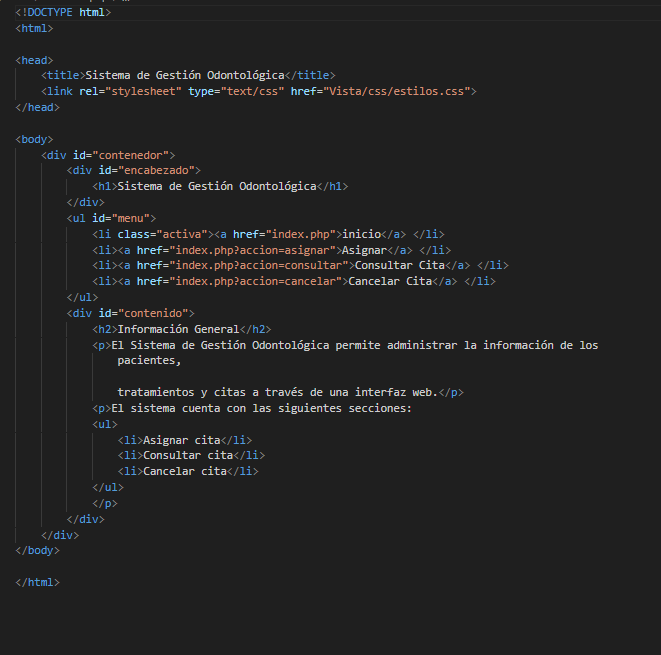 <!DOCTYPE html>
<html>
<head>
<title>Sistema de Gestión Odontológica</title>
<link rel="stylesheet" type="text/css" href="Vista/css/estilos.css">
</head>
<body>
<div id="contenedor">
<div id="encabezado">
<h1>Sistema de Gestión Odontológica</h1>
</div>
<ul id="menu">
<li class="activa"><a href="index.php">inicio</a> </li>
<li><a href="index.php?accion=asignar">Asignar</a> </li>
<li><a href="index.php?accion=consultar">Consultar Cita</a> </li>
<li><a href="index.php?accion=cancelar">Cancelar Cita</a> </li>
</ul>
<div id="contenido">
<h2>Información General</h2>
<p>El Sistema de Gestión Odontológica permite administrar la información de los
pacientes,
tratamientos y citas a través de una interfaz web.</p>
<p>El sistema cuenta con las siguientes secciones:
<ul>
<li>Asignar cita</li>
<li>Consultar cita</li>
<li>Cancelar cita</li>
</ul>
</p>
</div>
</div>
</body>
</html>